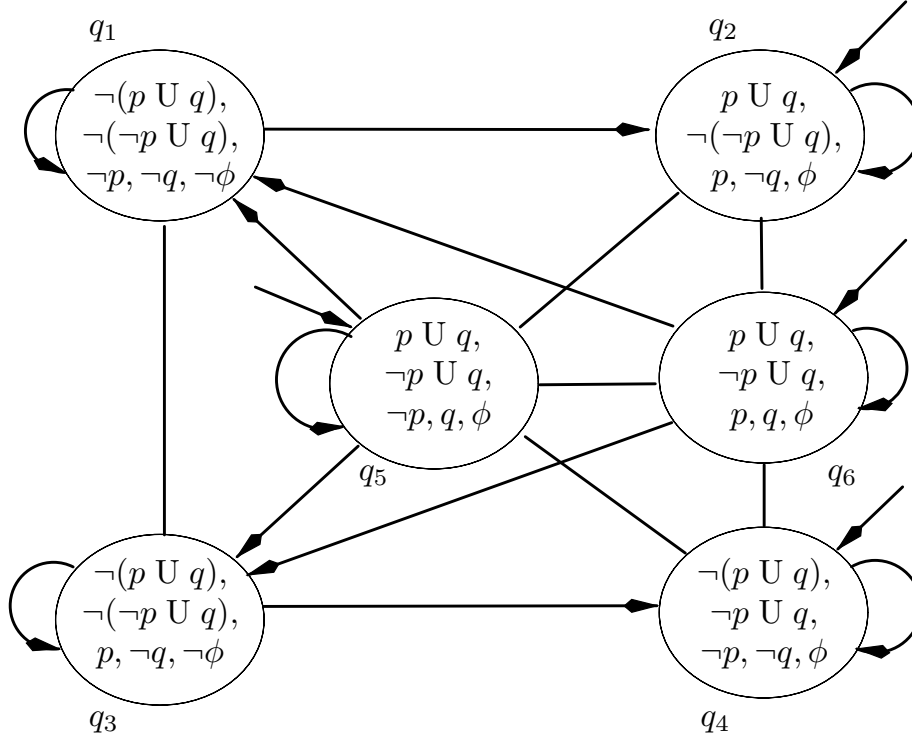 q1
¬(p U q),
¬(¬p U q),
¬p, ¬q, ¬ϕ
q2
p U q,
¬(¬p U q),
p, ¬q, ϕ
p U q,
¬p U q,
¬p, q, ϕ
q5
p U q,
¬p U q,
p, q, ϕ
q6
¬(p U q),
¬(¬p U q),
p, ¬q, ¬ϕ
q3
¬(p U q),
¬p U q,
¬p, ¬q, ϕ
q4